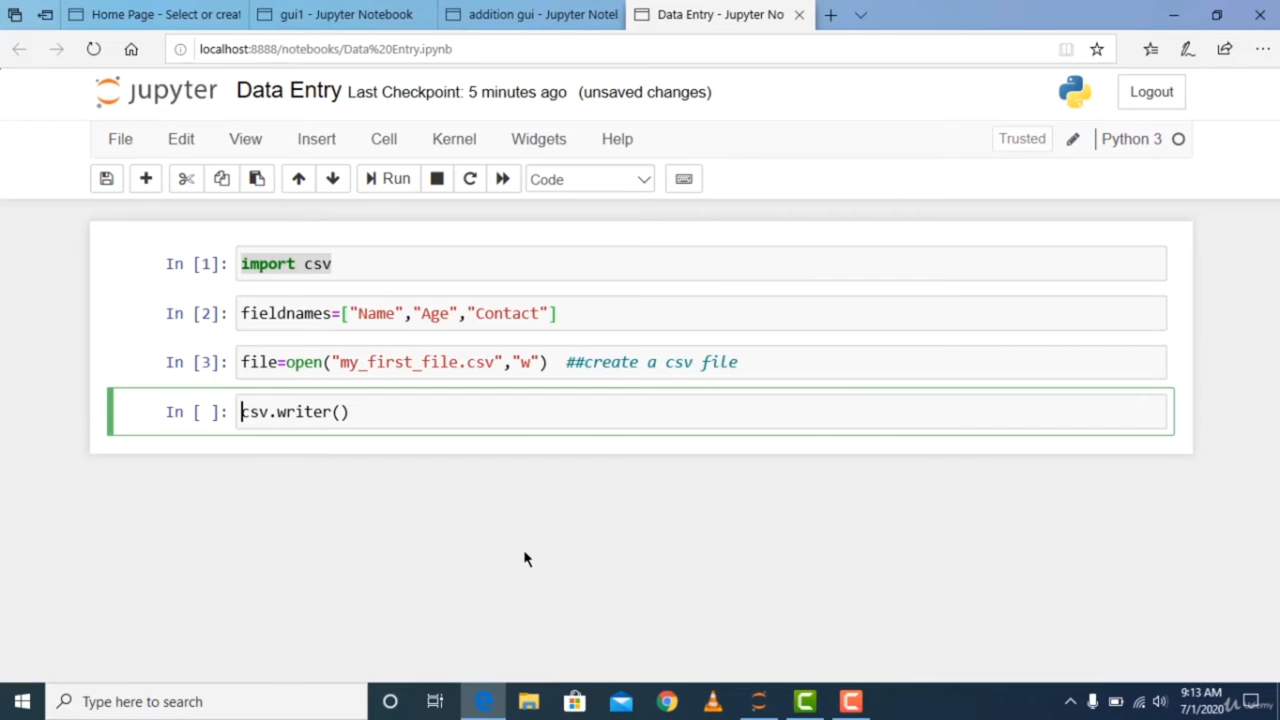 Home Page - Select or creat
gui1 - Jupyter Notebook
addition gui - Jupyter Notel
Data Entry - Jupyter No
localhost:8888/notebooks/Data%20Entry.ipynb
jupyter Data Entry Last Checkpoint: 5 minutes ago (unsaved changes)
Logout
File Edit View Insert Cell Kernel Widgets Help
Trusted
Python 3
Run
Code
In [1]: import csv
In [2]: fieldnames=["Name","Age","Contact"]
In [3]: file=open("my_first_file.csv","w")  ##create a csv file
In [ ]: csv.writer()
Type here to search
9:13 AM
7/1/2020
Udemy